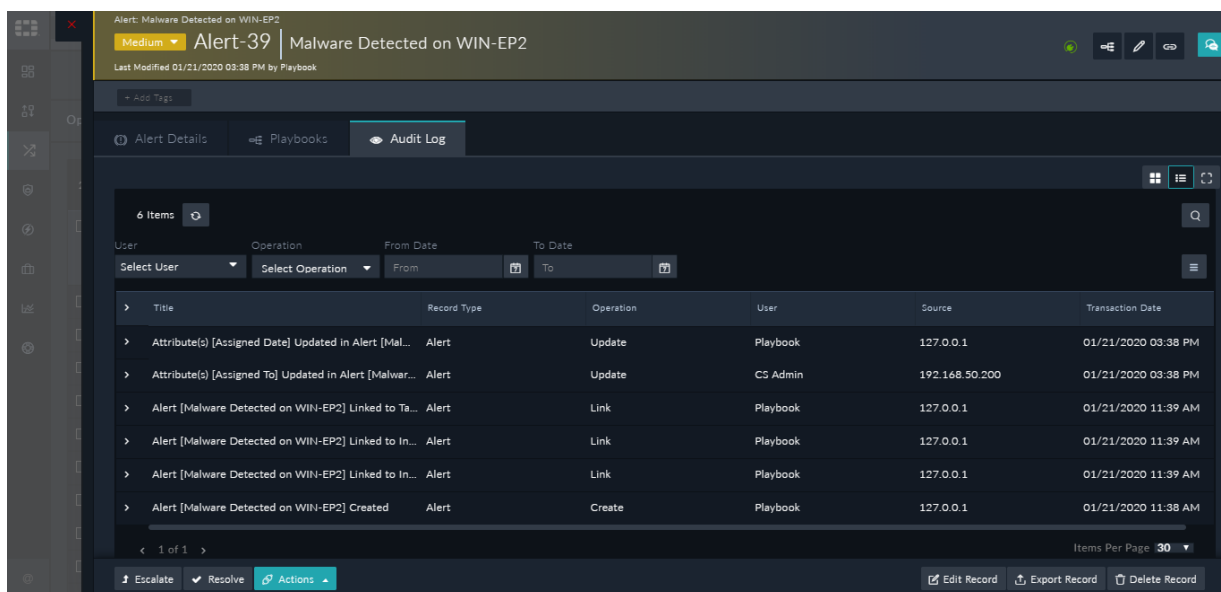 Alert: Malware Detected on WIN-EP2
Medium Alert-39 Malware Detected on WIN-EP2
Last Modified 01/21/2020 03:38 PM by Playbook
+ Add Tags
Op
Alert Details Playbooks Audit Log
6 Items
User Operation From Date To Date
Select User Select Operation From To
Title Record Type Operation User Source Transaction Date
Attribute(s) [Assigned Date] Updated in Alert [Mal... Alert Update Playbook 127.0.0.1 01/21/2020 03:38 PM
Attribute(s) [Assigned To] Updated in Alert [Malwar... Alert Update CS Admin 192.168.50.200 01/21/2020 03:38 PM
Alert [Malware Detected on WIN-EP2] Linked to Ta... Alert Link Playbook 127.0.0.1 01/21/2020 11:39 AM
Alert [Malware Detected on WIN-EP2] Linked to In... Alert Link Playbook 127.0.0.1 01/21/2020 11:39 AM
Alert [Malware Detected on WIN-EP2] Linked to In... Alert Link Playbook 127.0.0.1 01/21/2020 11:39 AM
Alert [Malware Detected on WIN-EP2] Created Alert Create Playbook 127.0.0.1 01/21/2020 11:38 AM
< 1 of 1 > Items Per Page 30
Escalate Resolve Actions Edit Record Export Record Delete Record